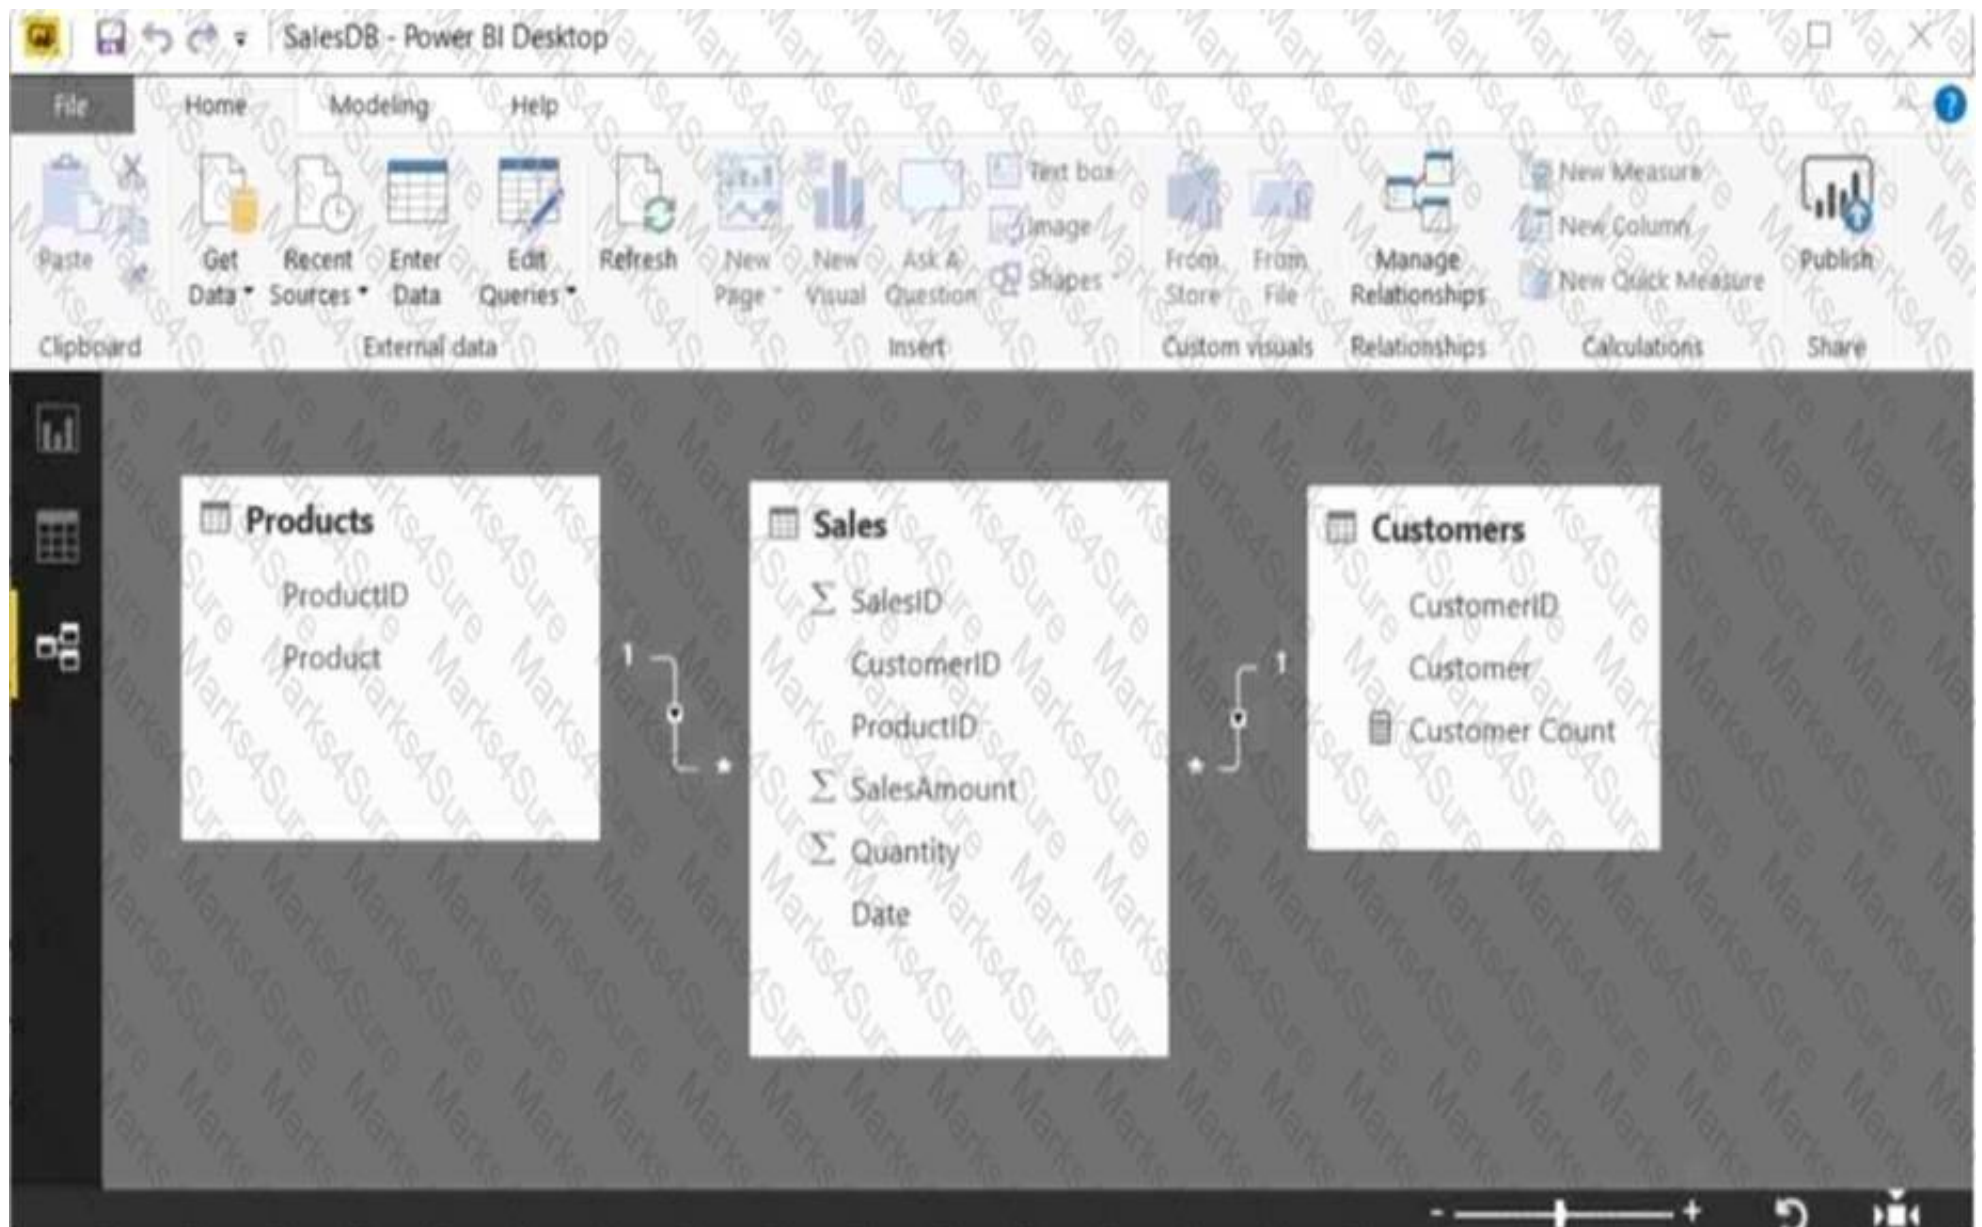 SalesDB - Power BI Desktop
File Home Modeling Help
Paste
Get Data
Recent Sources
Enter Data
Edit Queries
Refresh
New Page
New Visual
Ask A Question
Text box
Image
Shapes
From Store
From File
Manage Relationships
New Measure
New Column
New Quick Measure
Publish
Clipboard External data Insert Custom visuals Relationships Calculations Share
Products
ProductID
Product
1
*
Sales
SalesID
CustomerID
ProductID
SalesAmount
Quantity
Date
*
1
Customers
CustomerID
Customer
Customer Count
Marks4Sure